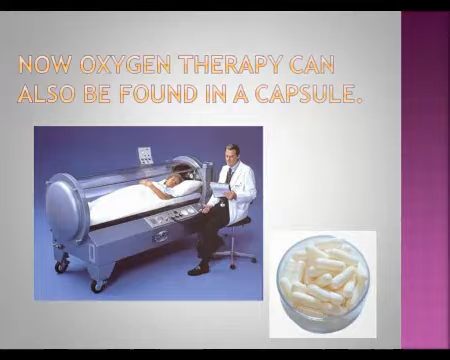 NOW OXYGEN THERAPY CAN
ALSO BE FOUND IN A CAPSULE.